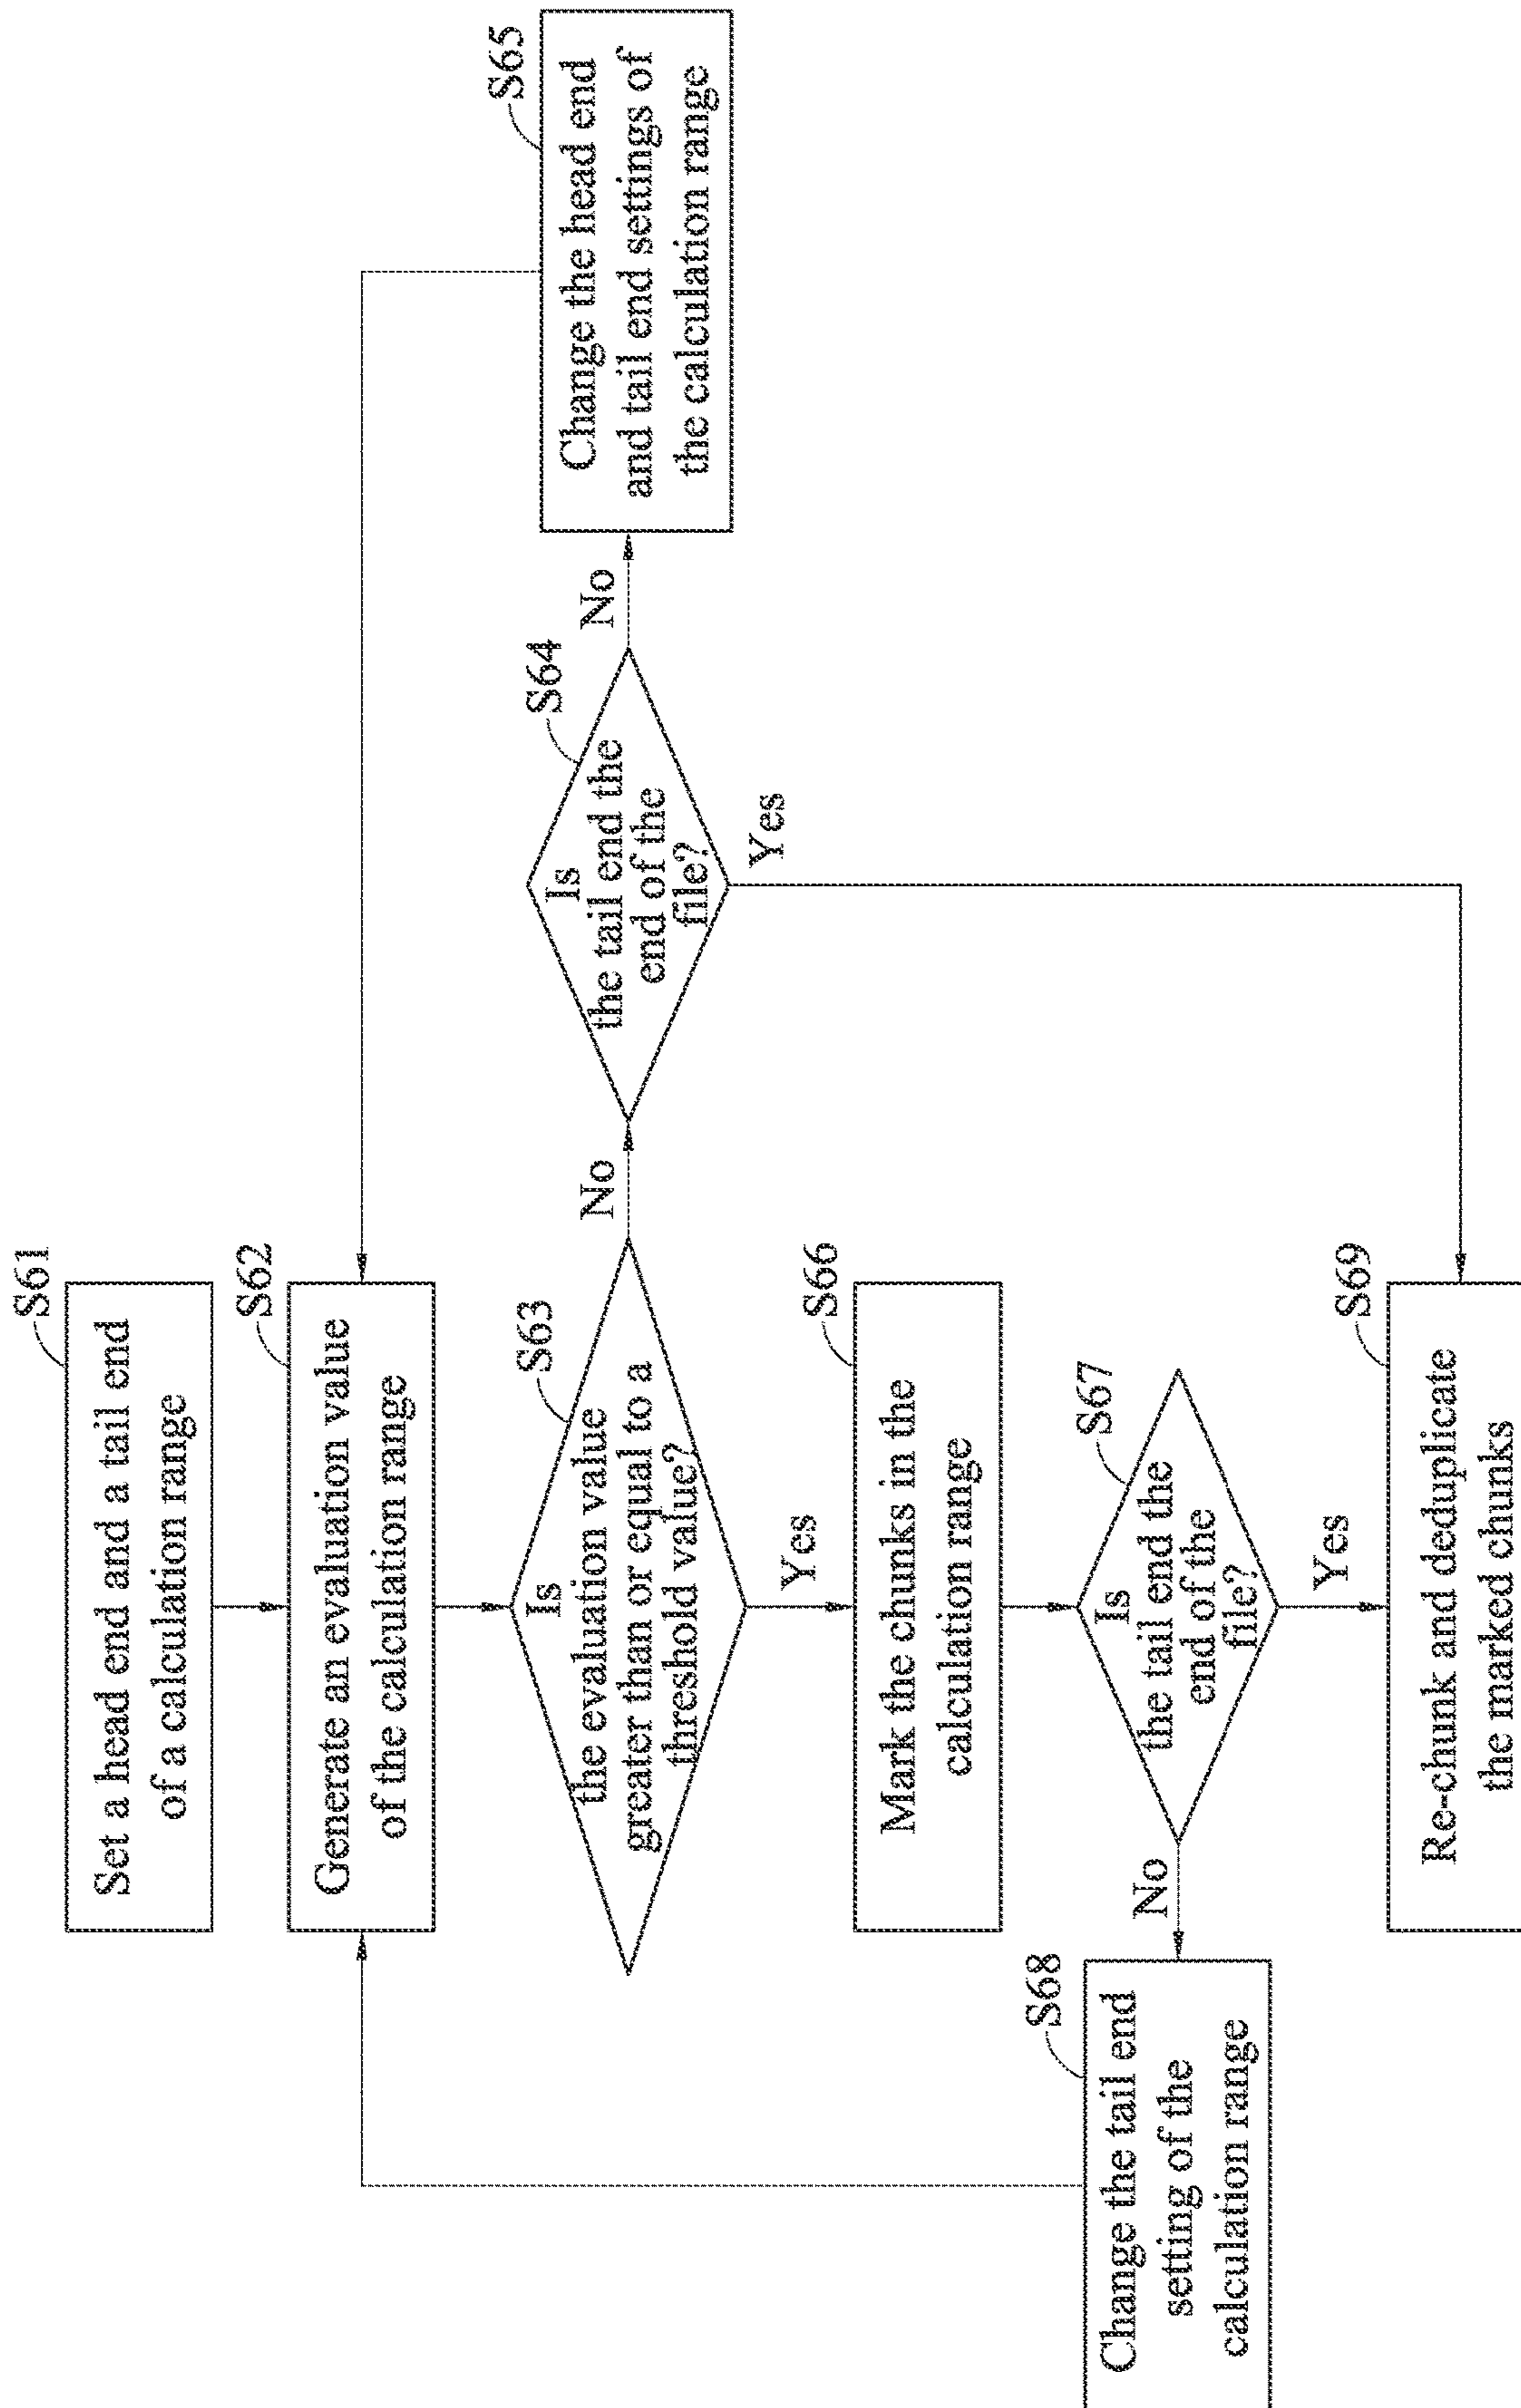 S61
Set a head end and a tail end
of a calculation range
S62
Generate an evaluation value
of the calculation range
S63
Is
the evaluation value
greater than or equal to a
threshold value?
No
S64
Is
the tail end the
end of the
file?
No
S65
Change the head end
and tail end settings of
the calculation range
Yes
Yes
S66
Mark the chunks in the
calculation range
S67
Is
the tail end the
end of the
file?
No
S68
Change the tail end
setting of the
calculation range
Yes
S69
Re-chunk and deduplicate
the marked chunks